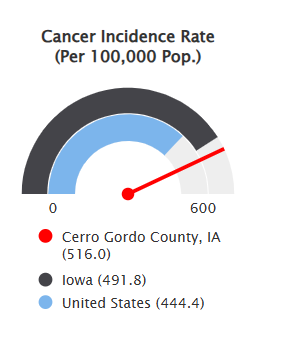 Cancer Incidence Rate
(Per 100,000 Pop.)
0 600
Cerro Gordo County, IA
(516.0)
Iowa (491.8)
United States (444.4)